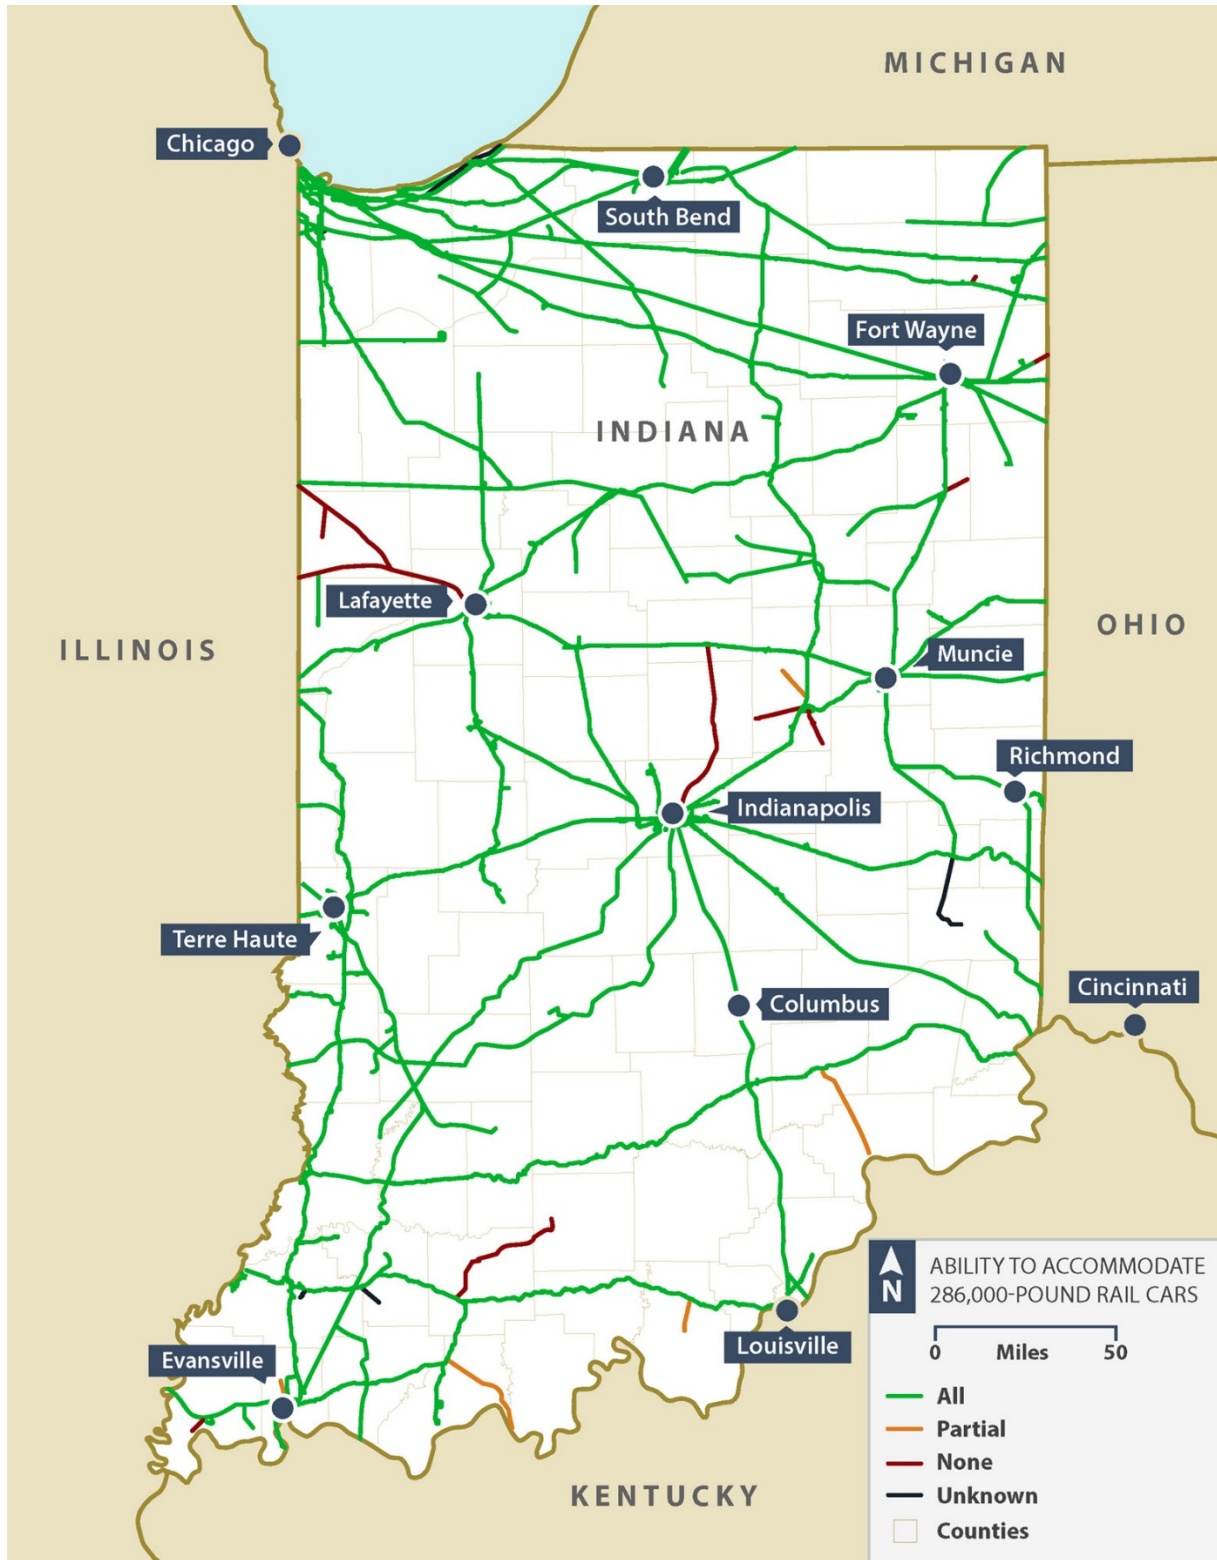 MICHIGAN
Chicago
South Bend
Fort Wayne
INDIANA
Lafayette
ILLINOIS
OHIO
Muncie
Richmond
Indianapolis
Terre Haute
Cincinnati
Columbus
N
ABILITY TO ACCOMMODATE
286,000-POUND RAIL CARS
0 Miles 50
Louisville
Evansville
All
Partial
None
Unknown
Counties
KENTUCKY